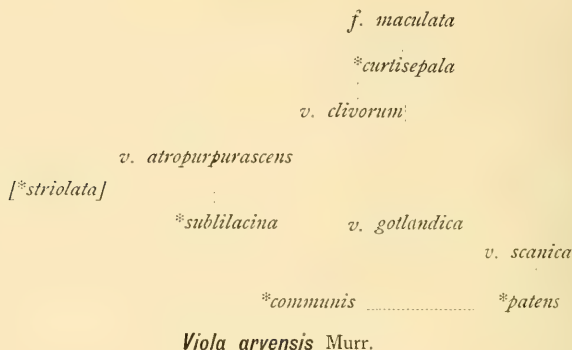 f. maculata
*curtisepala
v. clivorum
v. atropurpurascens
[*striolata]
*sublilacina v. gotlandica
v. scanica
*communis ........................ *patens
Viola arvensis Murr.